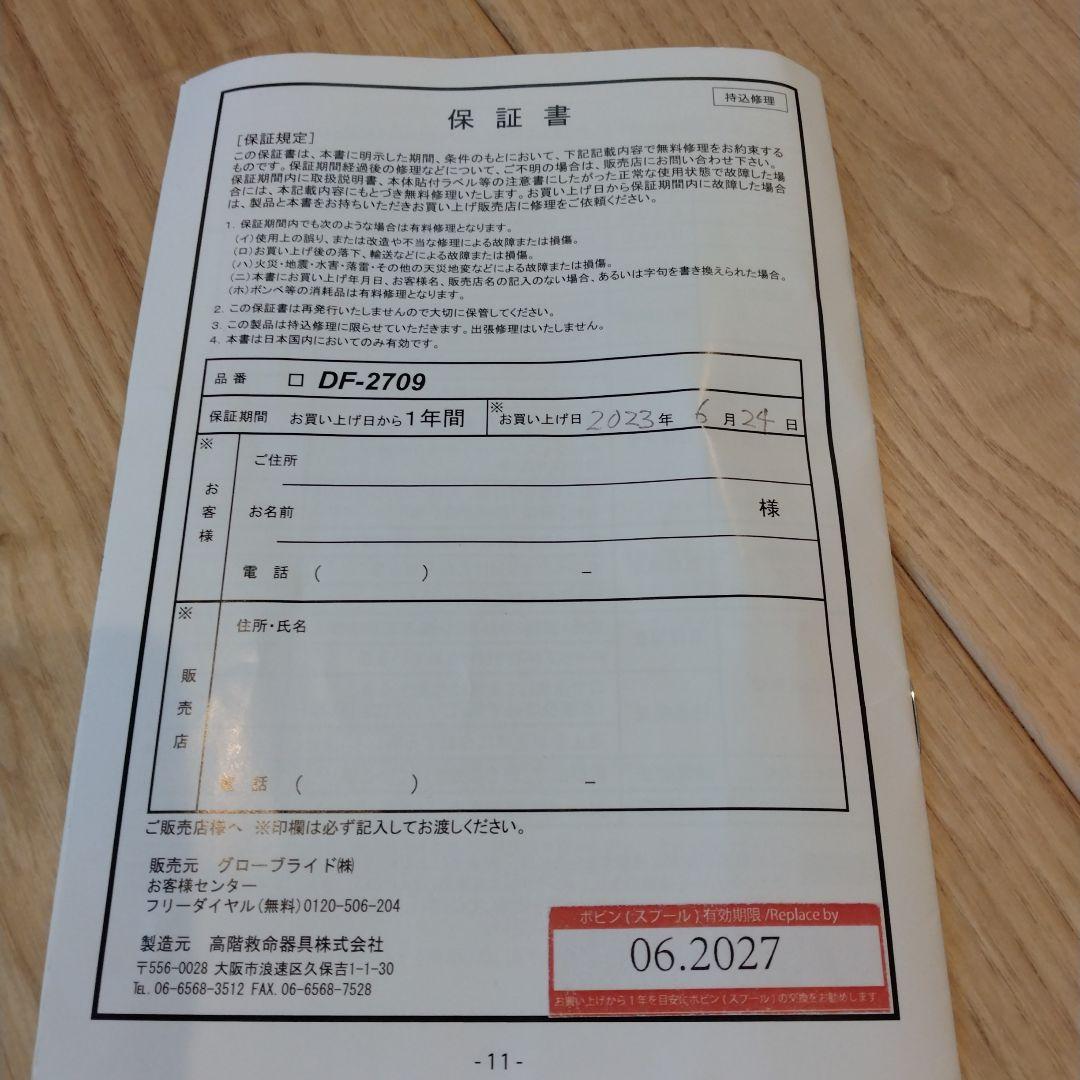 持込修理
保証書
[保証規定]
この保証書は、本書に明示した期間、条件のもとにおいて、下記記載内容で無料修理をお約束する
ものです。保証期間経過後の修理などについて、ご不明の場合は、販売店にお問い合わせ下さい。
保証期間内に取扱説明書、本体貼付ラベル等の注意書にしたがった正常な使用状態で故障した場
合には、本記載内容にもとづき無料修理いたします。お買い上げ日から保証期間内に故障した場合
は、製品と本書をお持ちいただきお買い上げ販売店に修理をご依頼ください。
1. 保証期間内でも次のような場合は有料修理となります。
(イ)使用上の誤り、または改造や不当な修理による故障または損傷。
(ロ)お買い上げ後の落下、輸送などによる故障または損傷。
(ハ)火災・地震・水害・落雷・その他の天災地変などによる故障または損傷。
(ニ)本書にお買い上げ年月日、お客様名、販売店名の記入のない場合、あるいは字句を書き換えられた場合。
(ホ)ボンベ等の消耗品は有料修理となります。
2. この保証書は再発行いたしませんので大切に保管してください。
3. この製品は持込修理に限らせていただきます。出張修理はいたしません。
4. 本書は日本国内においてのみ有効です。
品番 □ DF-2709
保証期間 お買い上げ日から1年間 ※お買い上げ日 2023年 6月24日
※お客様
ご住所
お名前 様
電話 ( ) -
※販売店
住所・氏名
電話 ( ) -
ご販売店様へ ※印欄は必ず記入してお渡しください。
販売元 グローブライド㈱
お客様センター
フリーダイヤル(無料)0120-506-204
製造元 高階救命器具株式会社
〒556-0028 大阪市浪速区久保吉1-1-30
TEL. 06-6568-3512 FAX. 06-6568-7528
ボビン(スプール)有効期限/Replace by
06.2027
お買い上げから1年を目安にボビン(スプール)の交換をお勧めします
-11-